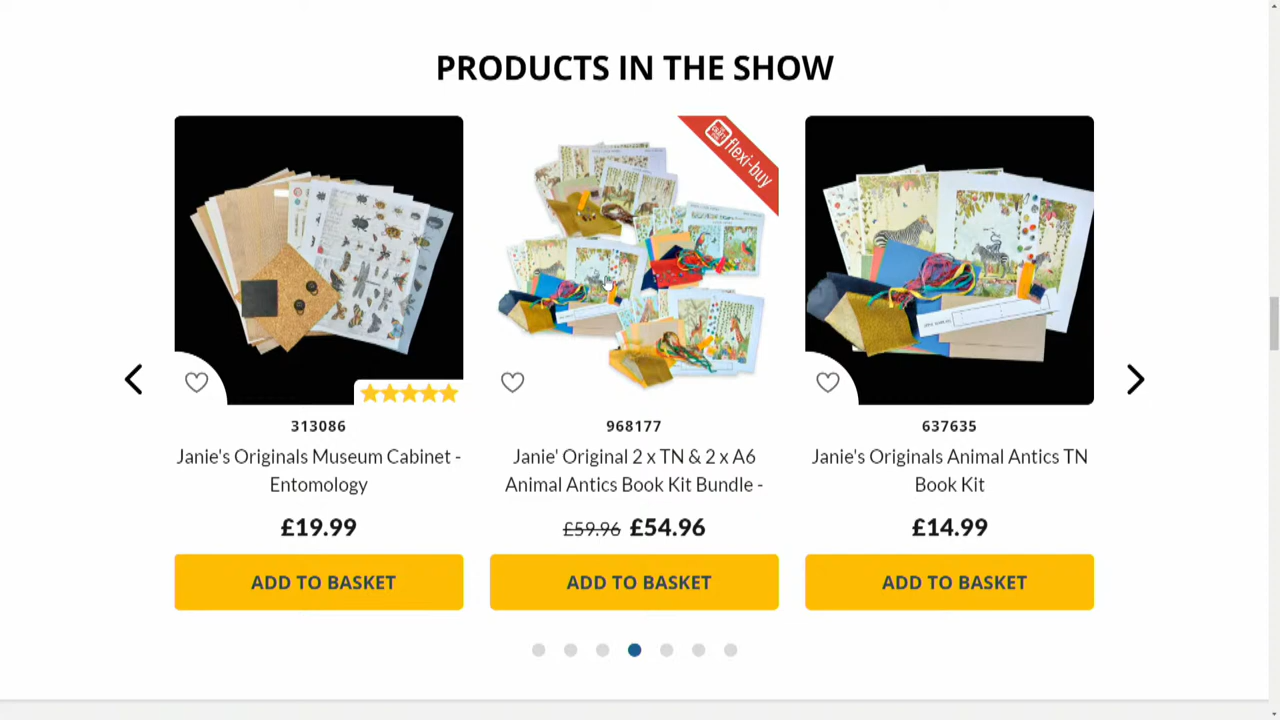 PRODUCTS IN THE SHOW
flexi-buy
313086
Janie's Originals Museum Cabinet -
Entomology
£19.99
ADD TO BASKET
968177
Janie' Original 2 x TN & 2 x A6
Animal Antics Book Kit Bundle -
£59.96 £54.96
ADD TO BASKET
637635
Janie's Originals Animal Antics TN
Book Kit
£14.99
ADD TO BASKET